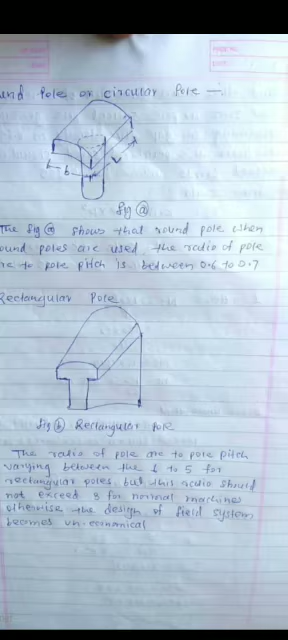 und Pole or circular Pole :-
b
L
fig ⓐ
The fig ⓐ shows that round pole when
ound poles are used the ratio of pole
rc to pole pitch is between 0.6 to 0.7
Rectangular Pole
fig ⓑ Rectangular Pole
The ratio of pole arc to pole pitch
varying between the 1 to 5 for
rectangular poles, but this ratio should
not exceed 3 for normal machines
otherwise the design of field system
becomes un-economical